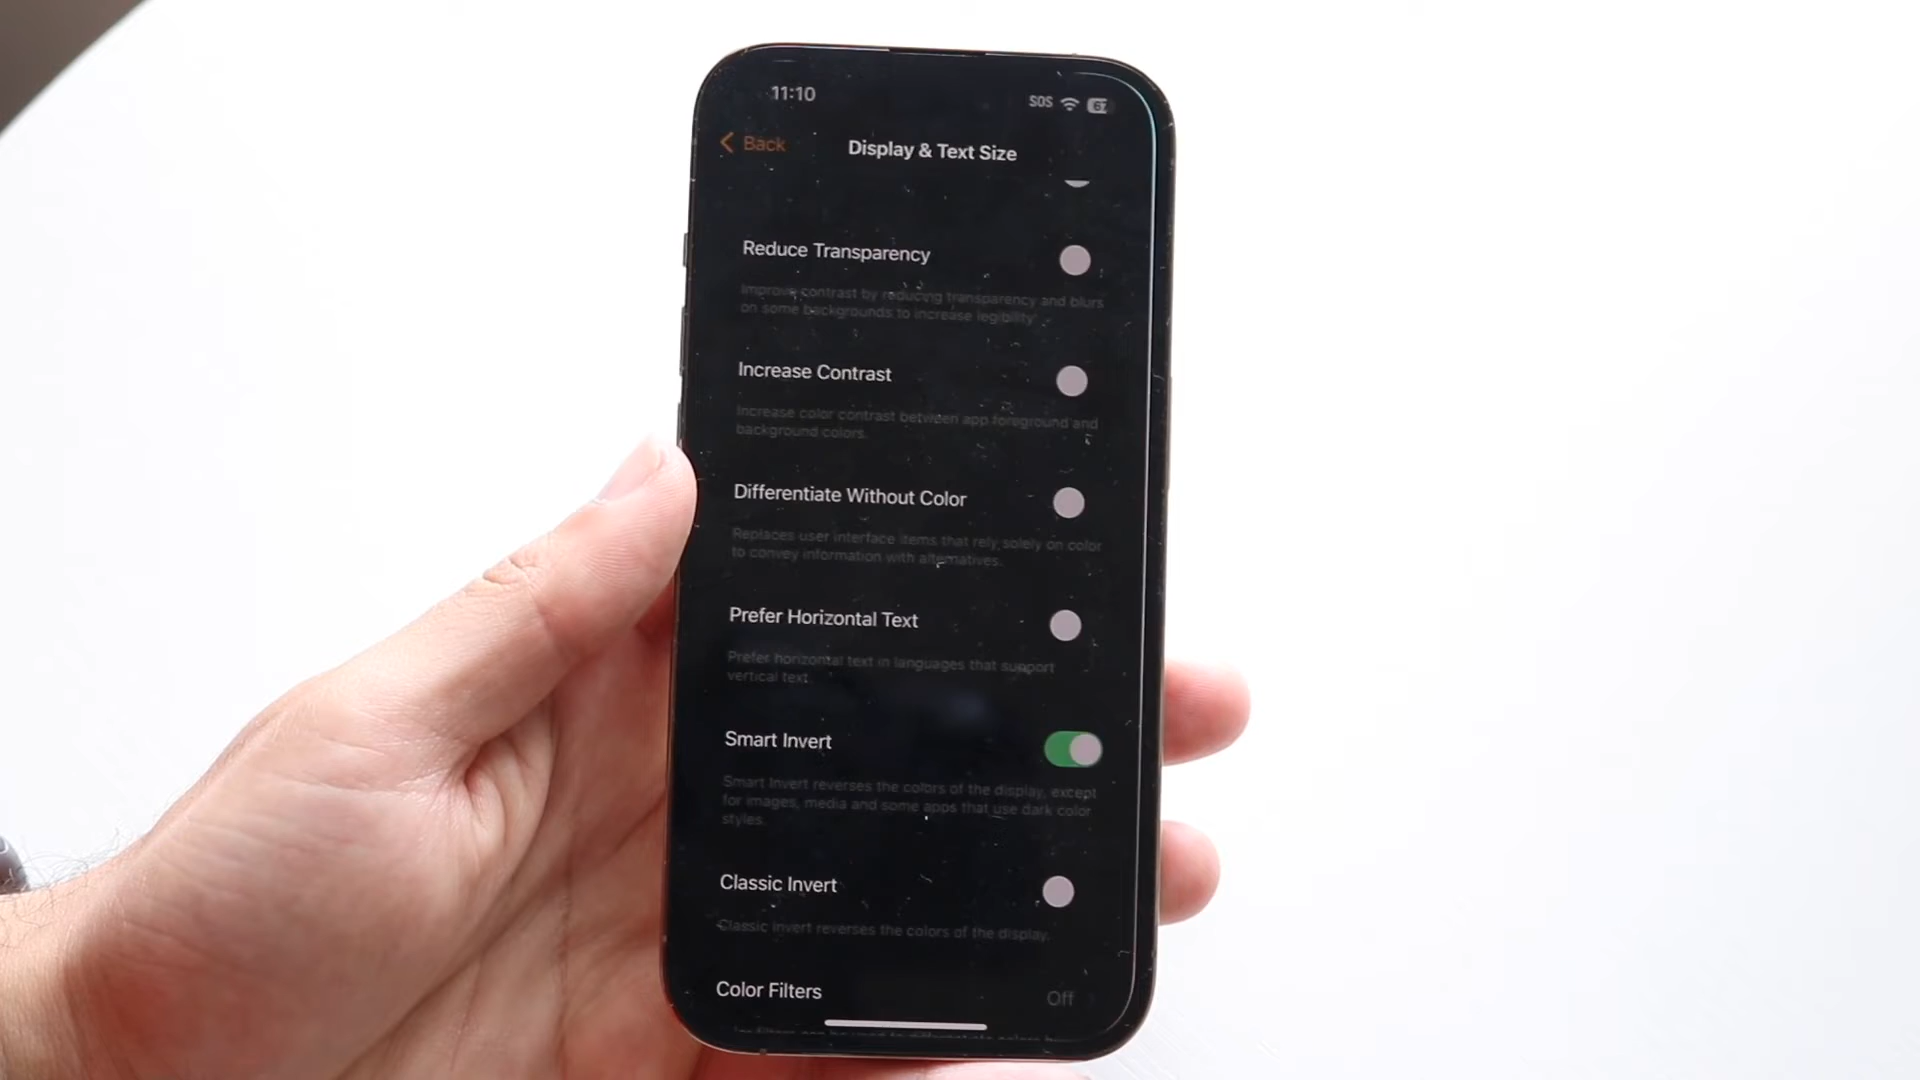 11:10
SOS 67
Back
Display & Text Size
Reduce Transparency
Improve contrast by reducing transparency and blurs
on some backgrounds to increase legibility.
Increase Contrast
Increase color contrast between app foreground and
background colors.
Differentiate Without Color
Replaces user interface items that rely solely on color
to convey information with alternatives.
Prefer Horizontal Text
Prefer horizontal text in languages that support
vertical text.
Smart Invert
Smart Invert reverses the colors of the display, except
for images, media and some apps that use dark color
styles.
Classic Invert
Classic Invert reverses the colors of the display.
Color Filters
Off